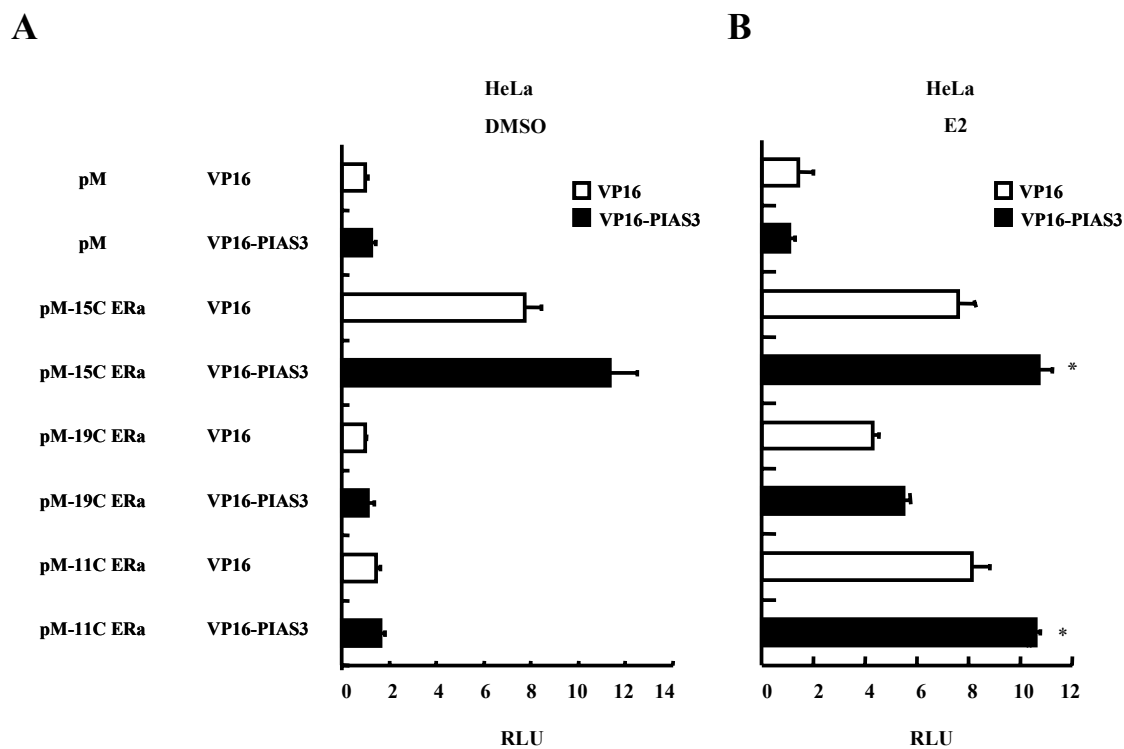 A
B
HeLa
DMSO
HeLa
E2
VP16
VP16-PIAS3
VP16
VP16-PIAS3
pM VP16
pM VP16-PIAS3
pM-15C ERa VP16
pM-15C ERa VP16-PIAS3
*
pM-19C ERa VP16
pM-19C ERa VP16-PIAS3
pM-11C ERa VP16
pM-11C ERa VP16-PIAS3
*
0 2 4 6 8 10 12 14
0 2 4 6 8 10 12
RLU
RLU